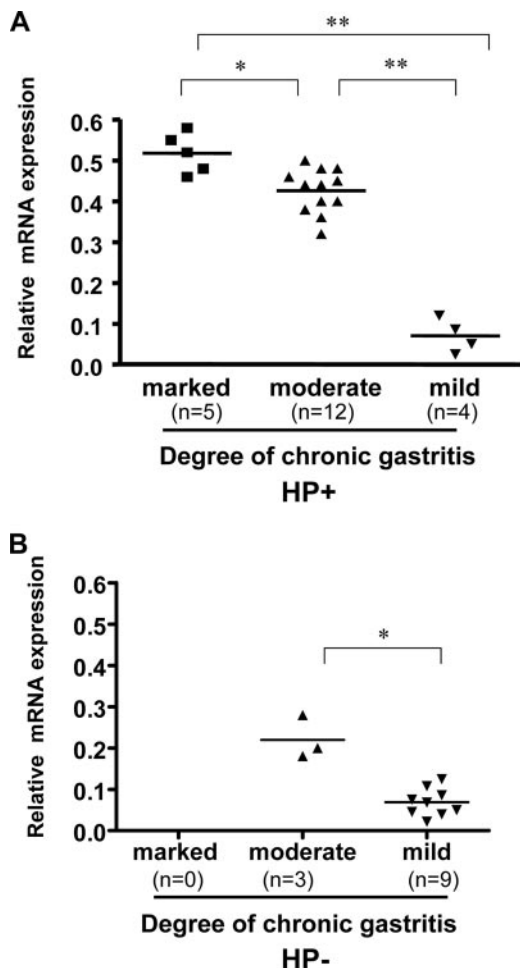 A
**
*
**
Relative mRNA expression
0.6
0.5
0.4
0.3
0.2
0.1
0.0
marked moderate mild
(n=5) (n=12) (n=4)
Degree of chronic gastritis
HP+
B
*
Relative mRNA expression
0.6
0.5
0.4
0.3
0.2
0.1
0.0
marked moderate mild
(n=0) (n=3) (n=9)
Degree of chronic gastritis
HP-